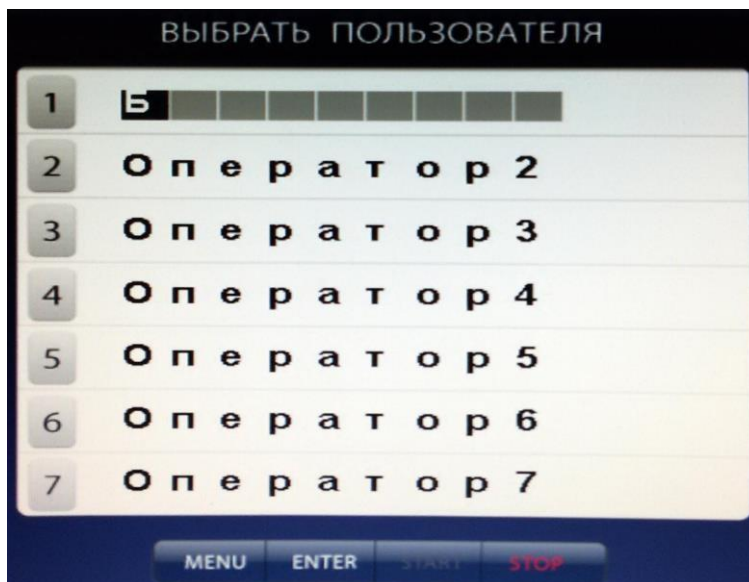 ВЫБРАТЬ ПОЛЬЗОВАТЕЛЯ
1 Б
2 Оператор2
3 Оператор3
4 Оператор4
5 Оператор5
6 Оператор6
7 Оператор7
MENU ENTER START STOP